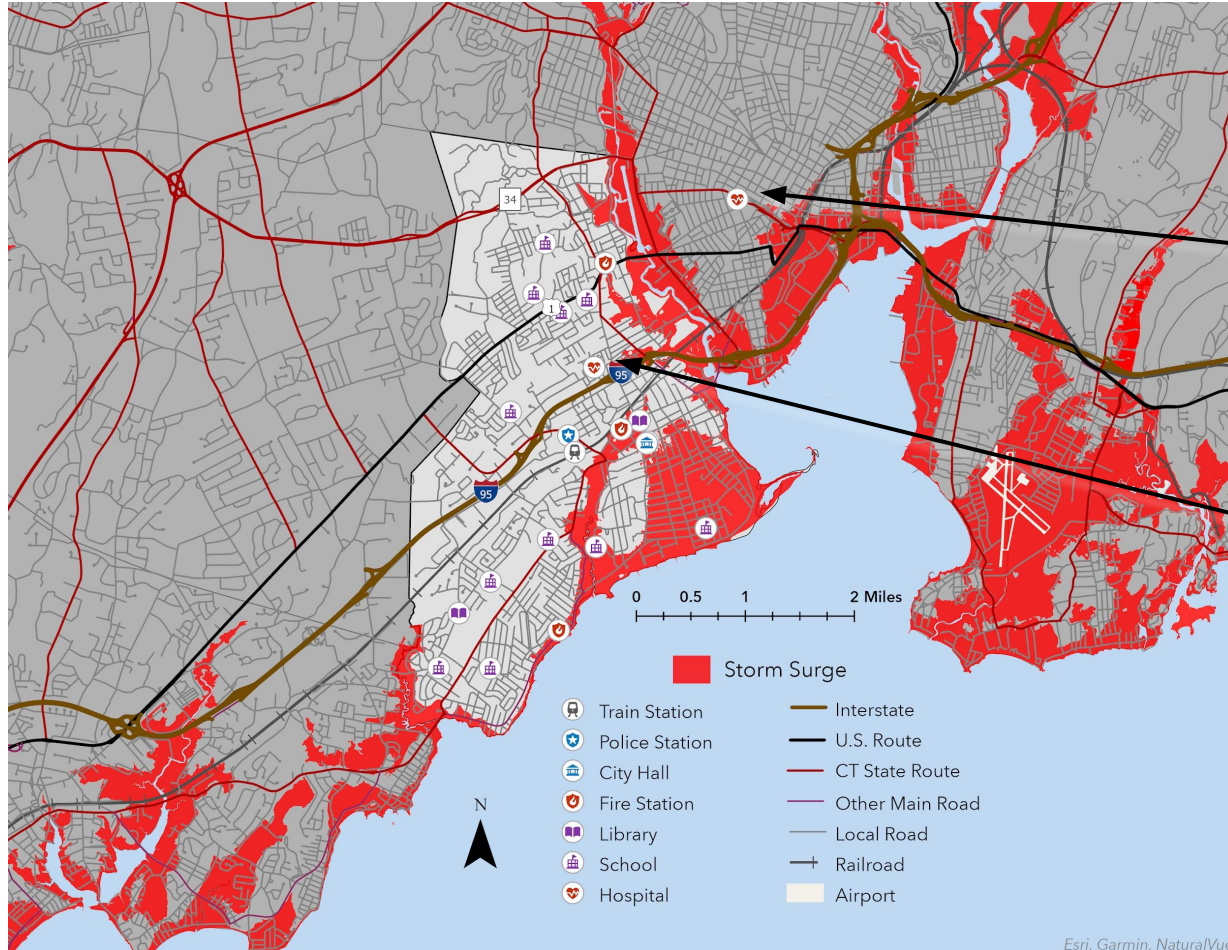 34
1
95
95
0 0.5 1 2 Miles
Storm Surge
Train Station
Police Station
City Hall
Fire Station
Library
School
Hospital
Interstate
U.S. Route
CT State Route
Other Main Road
Local Road
Railroad
Airport
N
Esri, Garmin, NaturalVu